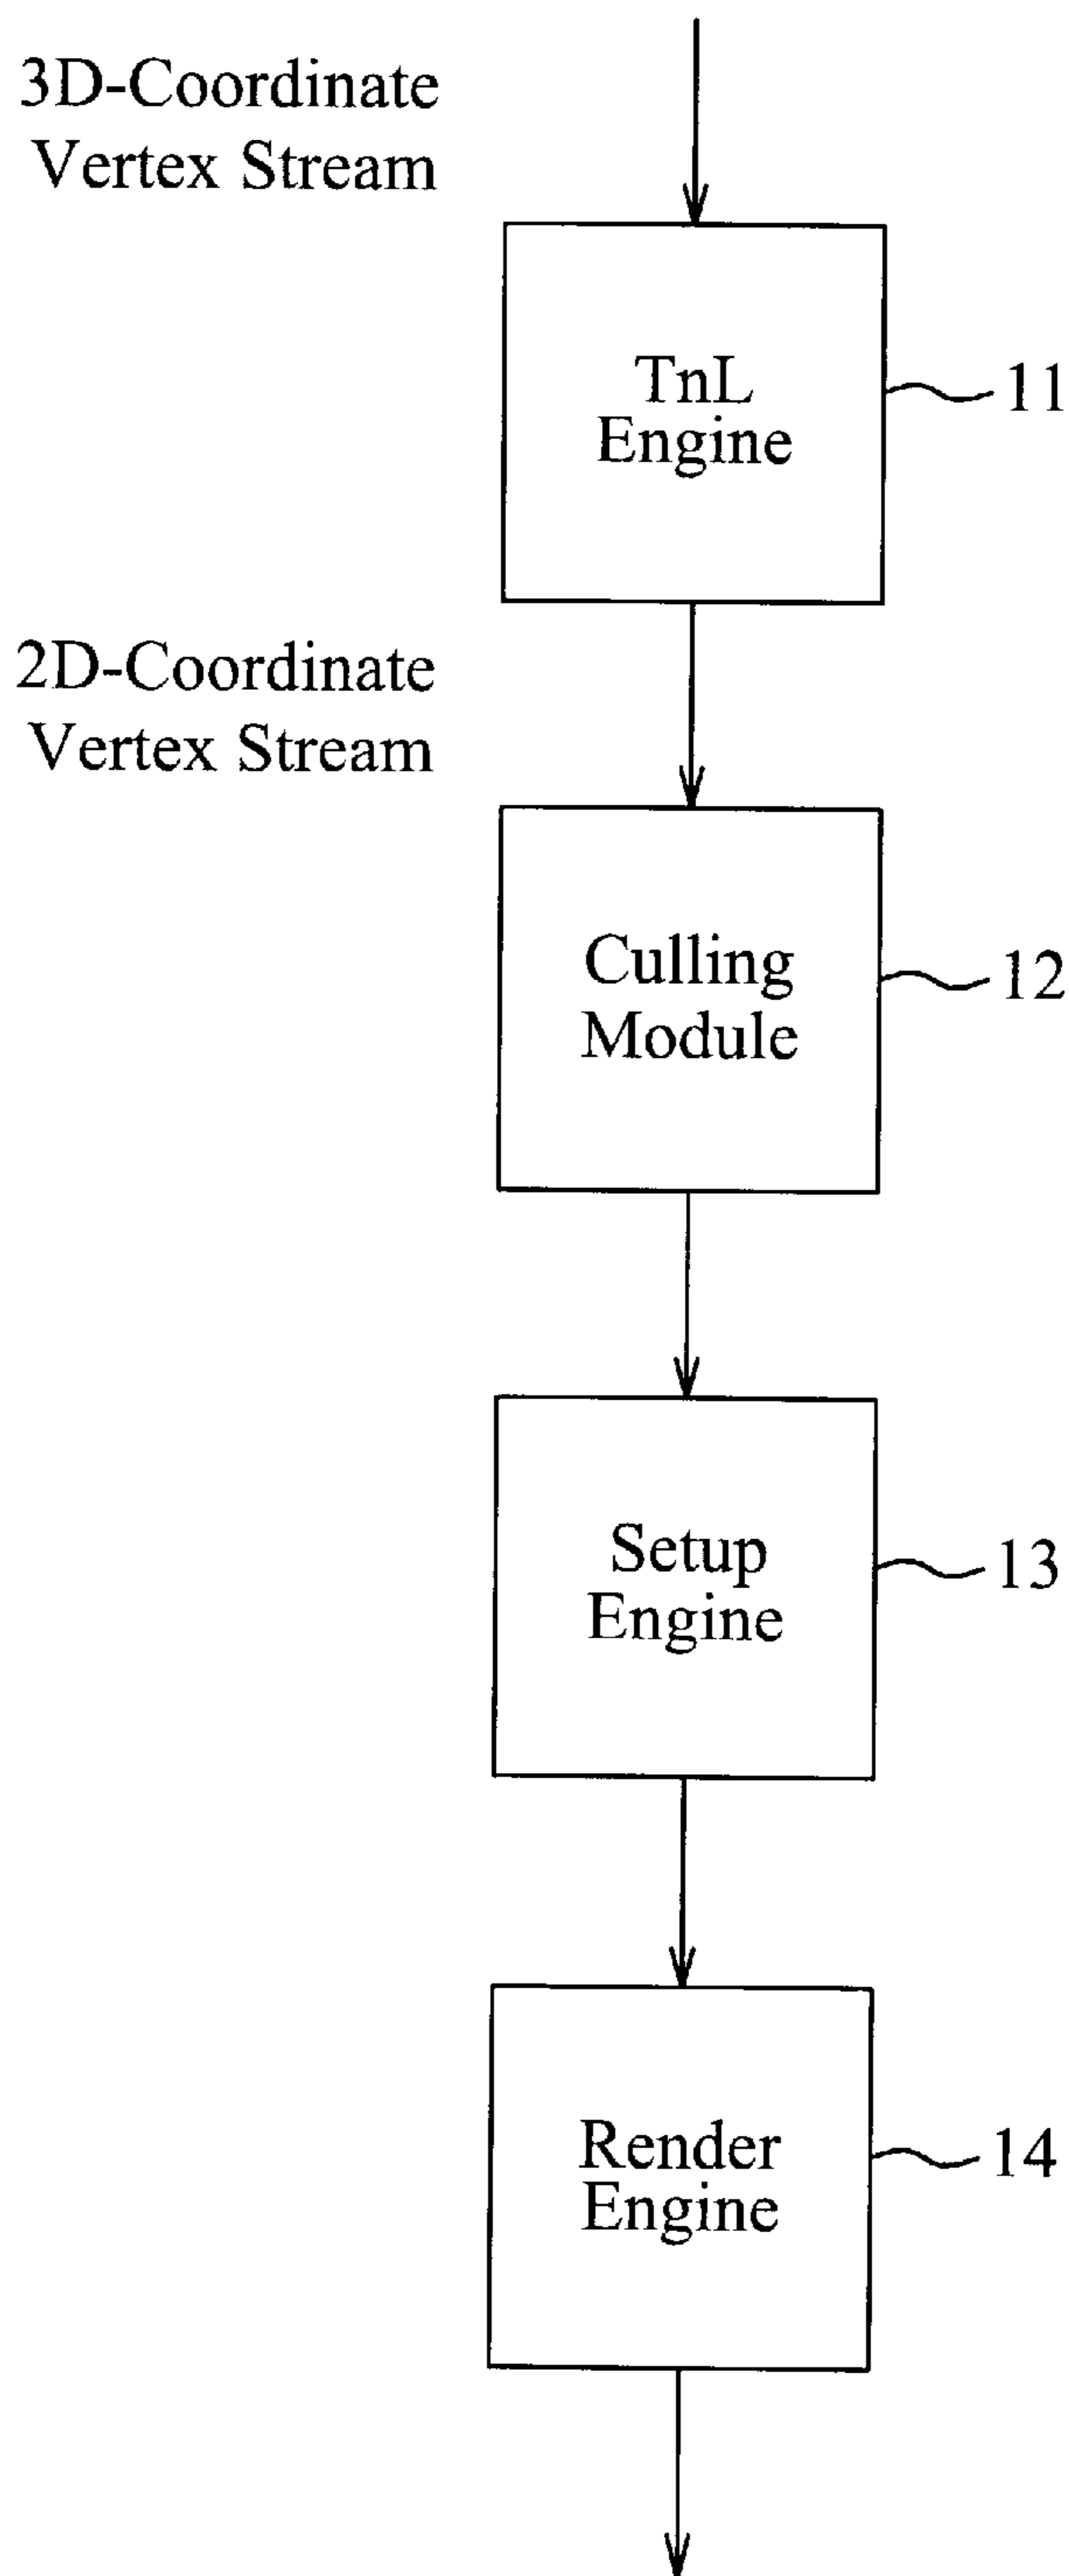 3D-Coordinate
Vertex Stream
TnL
Engine
11
2D-Coordinate
Vertex Stream
Culling
Module
12
Setup
Engine
13
Render
Engine
14